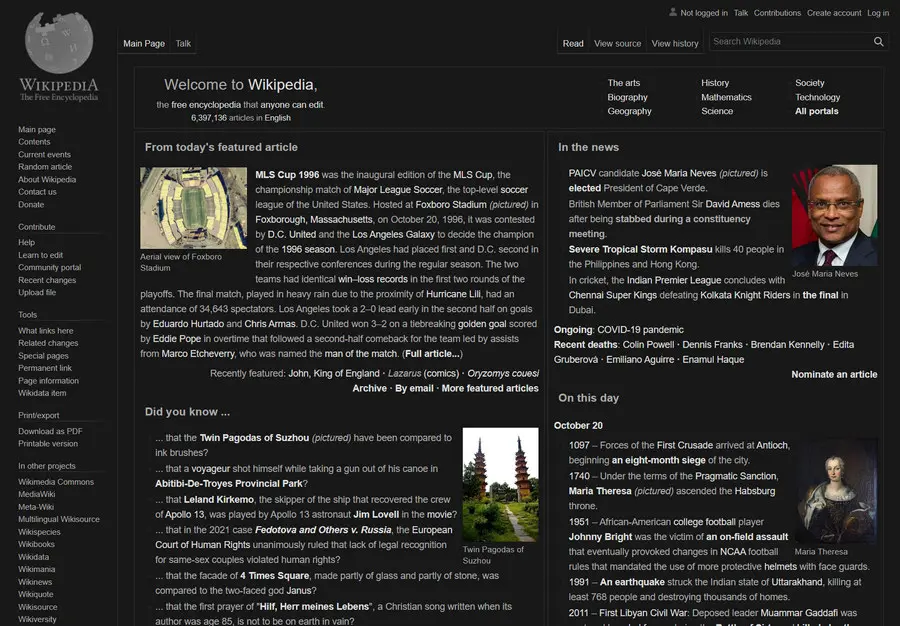 Not logged in Talk Contributions Create account Log in
Main Page Talk
Read View source View history
Search Wikipedia
WIKIPEDIA
The Free Encyclopedia
Main page
Contents
Current events
Random article
About Wikipedia
Contact us
Donate
Contribute
Help
Learn to edit
Community portal
Recent changes
Upload file
Tools
What links here
Related changes
Special pages
Permanent link
Page information
Wikidata item
Print/export
Download as PDF
Printable version
In other projects
Wikimedia Commons
MediaWiki
Meta-Wiki
Multilingual Wikisource
Wikispecies
Wikibooks
Wikidata
Wikimania
Wikinews
Wikiquote
Wikisource
Wikiversity
Welcome to Wikipedia,
the free encyclopedia that anyone can edit.
6,397,136 articles in English
The arts
Biography
Geography
History
Mathematics
Science
Society
Technology
All portals
From today's featured article
Aerial view of Foxboro
Stadium
MLS Cup 1996 was the inaugural edition of the MLS Cup, the
championship match of Major League Soccer, the top-level soccer
league of the United States. Hosted at Foxboro Stadium (pictured) in
Foxborough, Massachusetts, on October 20, 1996, it was contested
by D.C. United and the Los Angeles Galaxy to decide the champion
of the 1996 season. Los Angeles had placed first and D.C. second in
their respective conferences during the regular season. The two
teams had identical win–loss records in the first two rounds of the
playoffs. The final match, played in heavy rain due to the proximity of Hurricane Lili, had an
attendance of 34,643 spectators. Los Angeles took a 2–0 lead early in the second half on goals
by Eduardo Hurtado and Chris Armas. D.C. United won 3–2 on a tiebreaking golden goal scored
by Eddie Pope in overtime that followed a second-half comeback for the team led by assists
from Marco Etcheverry, who was named the man of the match. (Full article...)
Recently featured: John, King of England · Lazarus (comics) · Oryzomys couesi
Archive · By email · More featured articles
Did you know ...
... that the Twin Pagodas of Suzhou (pictured) have been compared to
ink brushes?
... that a voyageur shot himself while taking a gun out of his canoe in
Abitibi-De-Troyes Provincial Park?
... that Leland Kirkemo, the skipper of the ship that recovered the crew
of Apollo 13, was played by Apollo 13 astronaut Jim Lovell in the movie?
... that in the 2021 case Fedotova and Others v. Russia, the European
Court of Human Rights unanimously ruled that lack of legal recognition
for same-sex couples violated human rights?
... that the facade of 4 Times Square, made partly of glass and partly of stone, was
compared to the two-faced god Janus?
... that the first prayer of "Hilf, Herr meines Lebens", a Christian song written when its
author was age 85, is not to be on earth in vain?
Twin Pagodas of
Suzhou
In the news
PAICV candidate José Maria Neves (pictured) is
elected President of Cape Verde.
British Member of Parliament Sir David Amess dies
after being stabbed during a constituency
meeting.
Severe Tropical Storm Kompasu kills 40 people in
the Philippines and Hong Kong.
In cricket, the Indian Premier League concludes with
Chennai Super Kings defeating Kolkata Knight Riders in the final in
Dubai.
José Maria Neves
Ongoing: COVID-19 pandemic
Recent deaths: Colin Powell · Dennis Franks · Brendan Kennelly · Edita
Gruberová · Emiliano Aguirre · Enamul Haque
Nominate an article
On this day
October 20
1097 – Forces of the First Crusade arrived at Antioch,
beginning an eight-month siege of the city.
1740 – Under the terms of the Pragmatic Sanction,
Maria Theresa (pictured) ascended the Habsburg
throne.
1951 – African-American college football player
Johnny Bright was the victim of an on-field assault
that eventually provoked changes in NCAA football
rules that mandated the use of more protective helmets with face guards.
1991 – An earthquake struck the Indian state of Uttarakhand, killing at
least 768 people and destroying thousands of homes.
2011 – First Libyan Civil War: Deposed leader Muammar Gaddafi was
Maria Theresa